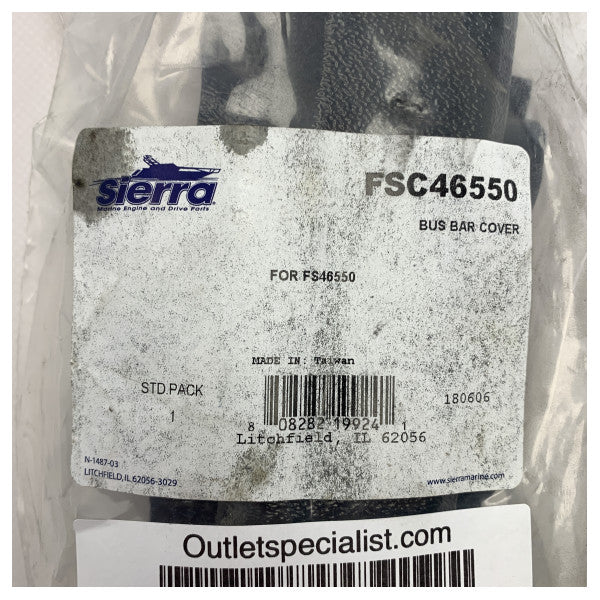 sierra
Marine Engine and Drive Parts
FSC46550
BUS BAR COVER
FOR FS46550
MADE IN: Taiwan
STD.PACK
1
180606
8 08282 19924 1
Litchfield, IL 62056
N-1487-03
LITCHFIELD, IL 62056-3029
www.sierramarine.com
Outletspecialist.com